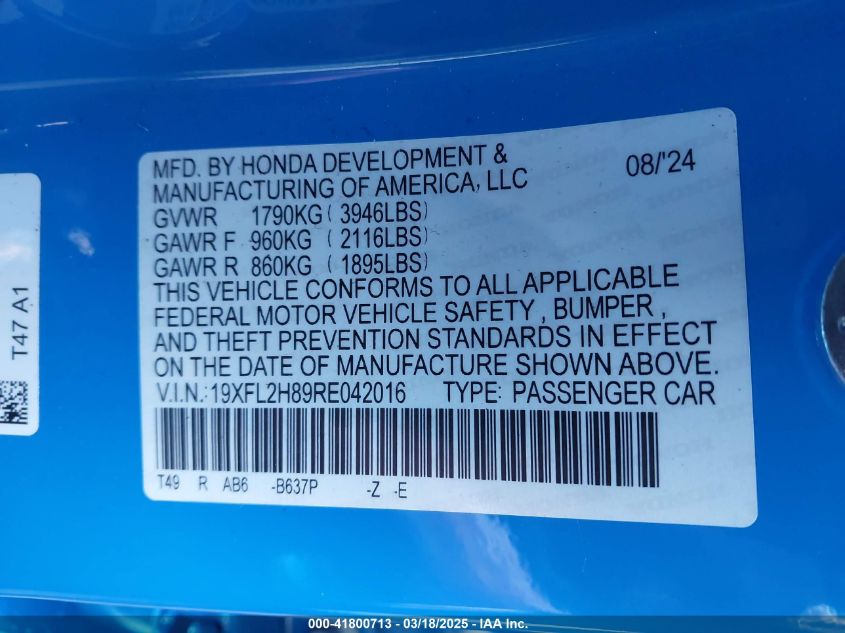 MFD. BY HONDA DEVELOPMENT & 08/'24
MANUFACTURING OF AMERICA, LLC
GVWR 1790KG ( 3946LBS)
GAWR F 960KG ( 2116LBS)
GAWR R 860KG ( 1895LBS)
THIS VEHICLE CONFORMS TO ALL APPLICABLE
FEDERAL MOTOR VEHICLE SAFETY , BUMPER ,
AND THEFT PREVENTION STANDARDS IN EFFECT
ON THE DATE OF MANUFACTURE SHOWN ABOVE.
V.I.N.: 19XFL2H89RE042016 TYPE: PASSENGER CAR
T49 R AB6 -B637P -Z -E
T47 A1
000-41800713 - 03/18/2025 - IAA Inc.